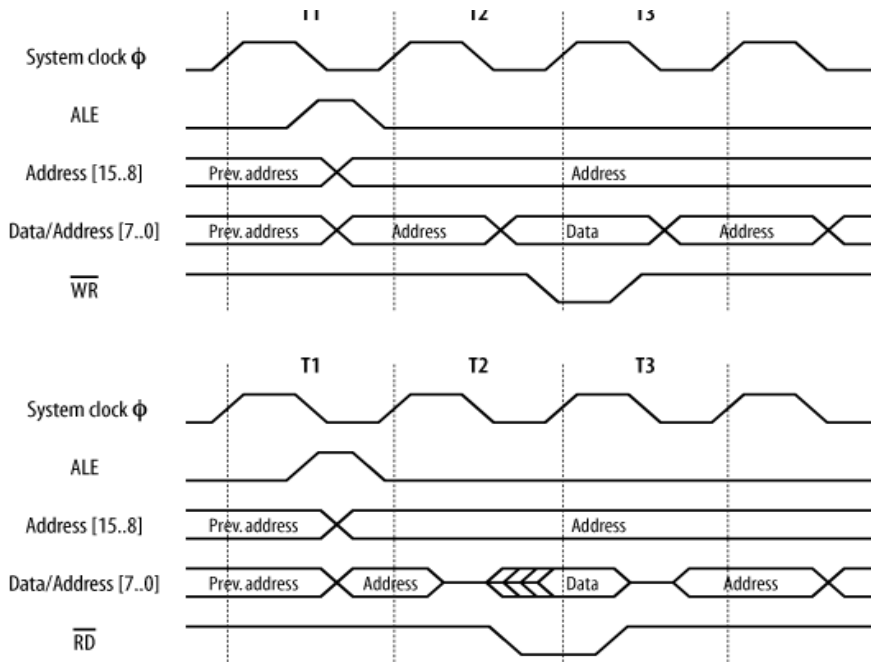 T1 T2 T3
System clock ϕ
ALE
Address [15..8] Prev. address Address
Data/Address [7..0] Prev. address Address Data Address
WR
T1 T2 T3
System clock ϕ
ALE
Address [15..8] Prev. address Address
Data/Address [7..0] Prev. address Address Data Address
RD